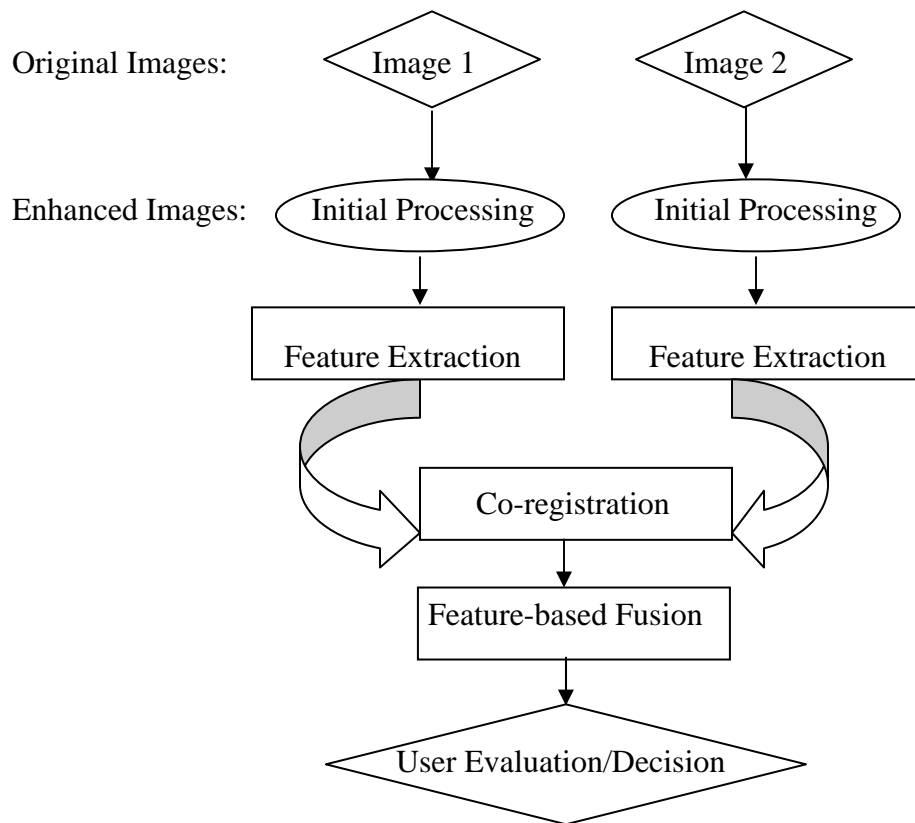 Original Images:
Image 1
Image 2
Enhanced Images:
Initial Processing
Initial Processing
Feature Extraction
Feature Extraction
Co-registration
Feature-based Fusion
User Evaluation/Decision